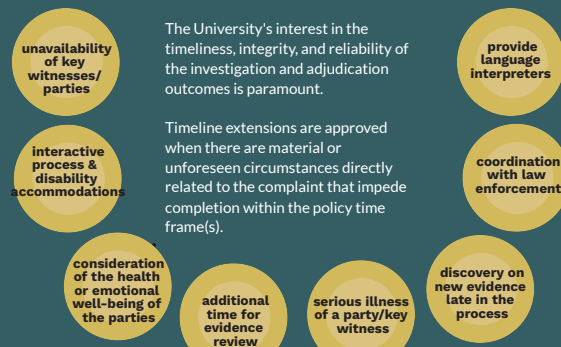 The University's interest in the
timeliness, integrity, and reliability of
the investigation and adjudication
outcomes is paramount.
Timeline extensions are approved
when there are material or
unforeseen circumstances directly
related to the complaint that impede
completion within the policy time
frame(s).
unavailability
of key
witnesses/
parties
interactive
process &
disability
accommodations
consideration
of the health
or emotional
well-being of
the parties
additional
time for
evidence
review
serious illness
of a party/key
witness
discovery on
new evidence
late in the
process
coordination
with law
enforcement
provide
language
interpreters